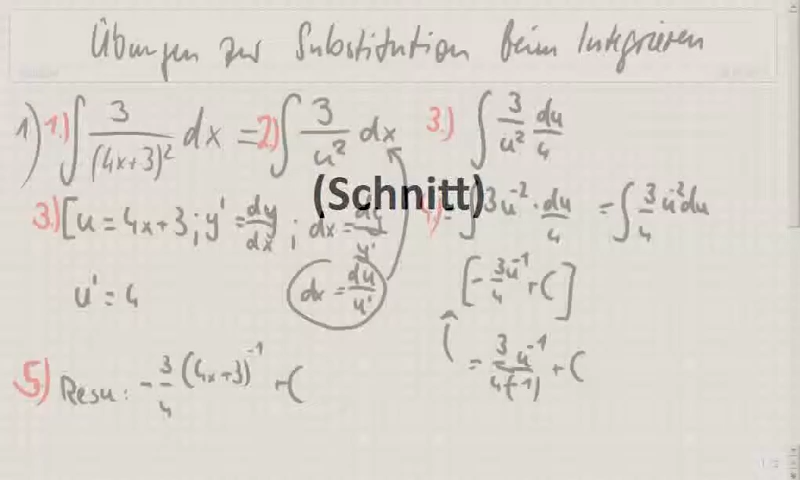 Übungen zur Substitution beim Integrieren
1) 1.) ∫ 3/(4x+3)² dx = 2) ∫ 3/u² dx 3.) ∫ 3/u² du/4
(Schnitt)
3.) [u = 4x+3; y' = dy/dx; dx = dy/y' 4.) = ∫ 3u⁻² · du/4 = ∫ 3/4 u⁻² du
u' = 4 dx = du/u' [-3u⁻¹/4 + C]
= 3u⁻¹/4(-1) + C
5.) Resu: -3/4 (4x+3)⁻¹ + C